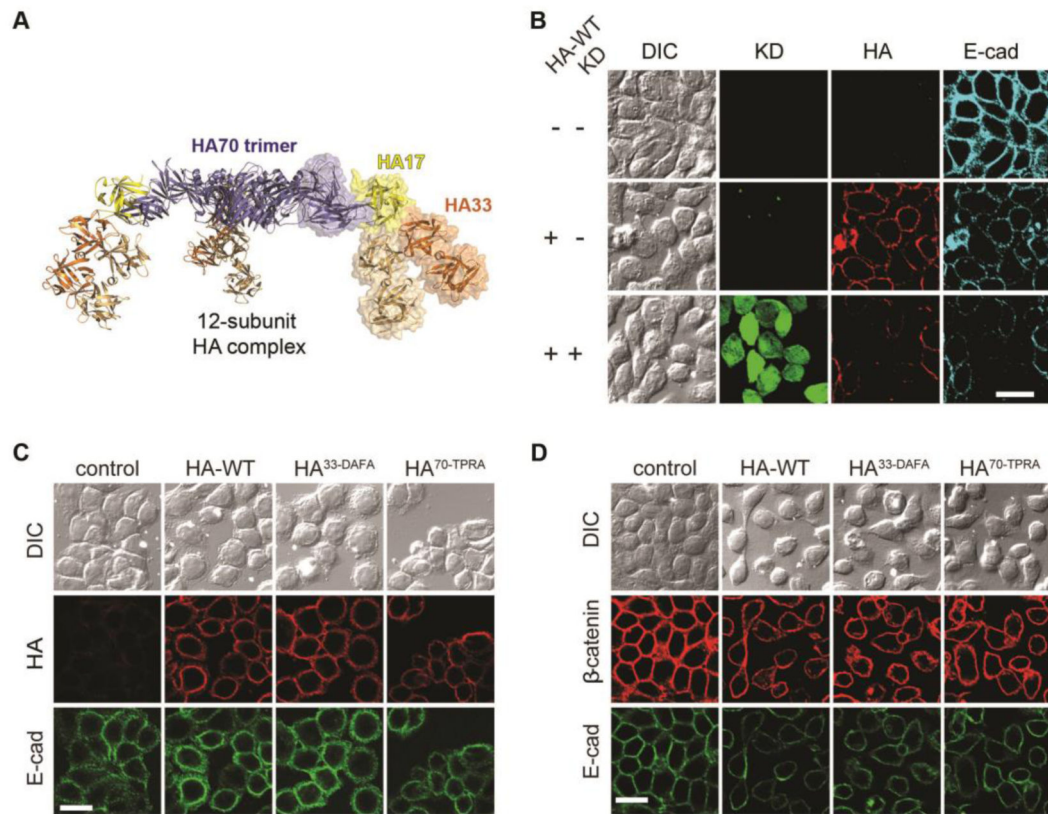 A
HA70 trimer
HA17
HA33
12-subunit
HA complex
B
HA-WT
KD
DIC KD HA E-cad
- -
+ -
+ +
C
control HA-WT HA33-DAFA HA70-TPRA
DIC
HA
E-cad
D
control HA-WT HA33-DAFA HA70-TPRA
DIC
β-catenin
E-cad